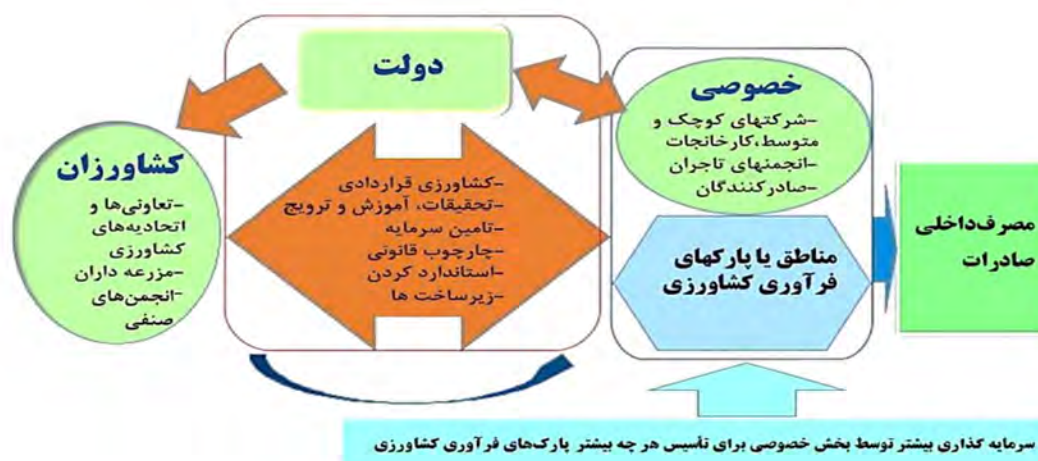 دولت
خصوصی
-شرکتهای کوچک و
متوسط،کارخانجات
-انجمنهای تاجران
-صادرکنندگان
کشاورزان
-تعاونی‌ها و
اتحادیه‌های
کشاورزی
-مزرعه داران
-انجمن‌های
صنفی
-کشاورزی قراردادی
-تحقیقات، آموزش و ترویج
-تامین سرمایه
-چارچوب قانونی
-استاندارد کردن
-زیرساخت ها
مناطق یا پارکهای
فرآوری کشاورزی
مصرف‌داخلی
صادرات
سرمایه گذاری بیشتر توسط بخش خصوصی برای تأسیس هر چه بیشتر پارک‌های فرآوری کشاورزی